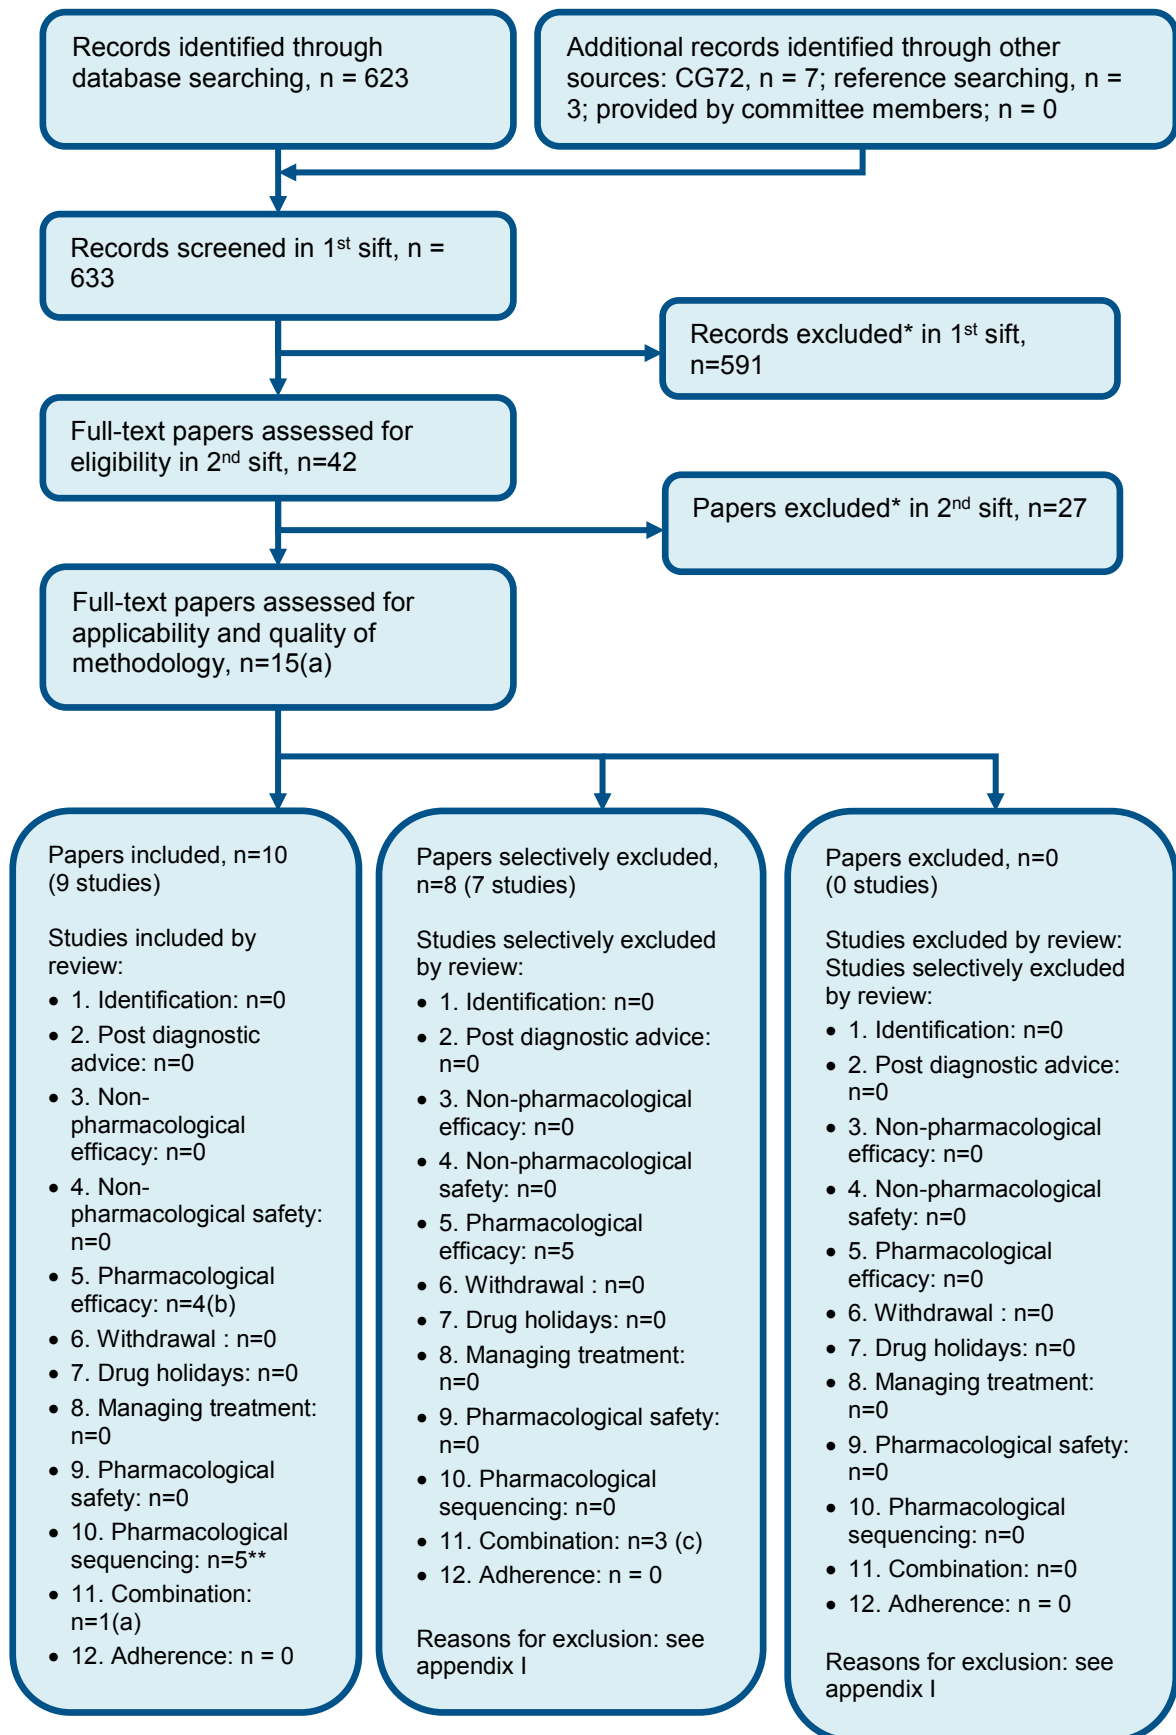 Records identified through
database searching, n = 623
Additional records identified through other
sources: CG72, n = 7; reference searching, n =
3; provided by committee members; n = 0
Records screened in 1st sift, n =
633
Records excluded* in 1st sift,
n=591
Full-text papers assessed for
eligibility in 2nd sift, n=42
Papers excluded* in 2nd sift, n=27
Full-text papers assessed for
applicability and quality of
methodology, n=15(a)
Papers included, n=10
(9 studies)
Studies included by
review:
• 1. Identification: n=0
• 2. Post diagnostic
advice: n=0
• 3. Non-
pharmacological
efficacy: n=0
• 4. Non-
pharmacological safety:
n=0
• 5. Pharmacological
efficacy: n=4(b)
• 6. Withdrawal : n=0
• 7. Drug holidays: n=0
• 8. Managing treatment:
n=0
• 9. Pharmacological
safety: n=0
• 10. Pharmacological
sequencing: n=5**
• 11. Combination:
n=1(a)
• 12. Adherence: n = 0
Papers selectively excluded,
n=8 (7 studies)
Studies selectively excluded
by review:
• 1. Identification: n=0
• 2. Post diagnostic advice:
n=0
• 3. Non-pharmacological
efficacy: n=0
• 4. Non-pharmacological
safety: n=0
• 5. Pharmacological
efficacy: n=5
• 6. Withdrawal : n=0
• 7. Drug holidays: n=0
• 8. Managing treatment:
n=0
• 9. Pharmacological safety:
n=0
• 10. Pharmacological
sequencing: n=0
• 11. Combination: n=3 (c)
• 12. Adherence: n = 0
Reasons for exclusion: see
appendix I
Papers excluded, n=0
(0 studies)
Studies excluded by review:
Studies selectively excluded
by review:
• 1. Identification: n=0
• 2. Post diagnostic advice:
n=0
• 3. Non-pharmacological
efficacy: n=0
• 4. Non-pharmacological
safety: n=0
• 5. Pharmacological
efficacy: n=0
• 6. Withdrawal : n=0
• 7. Drug holidays: n=0
• 8. Managing treatment:
n=0
• 9. Pharmacological safety:
n=0
• 10. Pharmacological
sequencing: n=0
• 11. Combination: n=0
• 12. Adherence: n = 0
Reasons for exclusion: see
appendix I